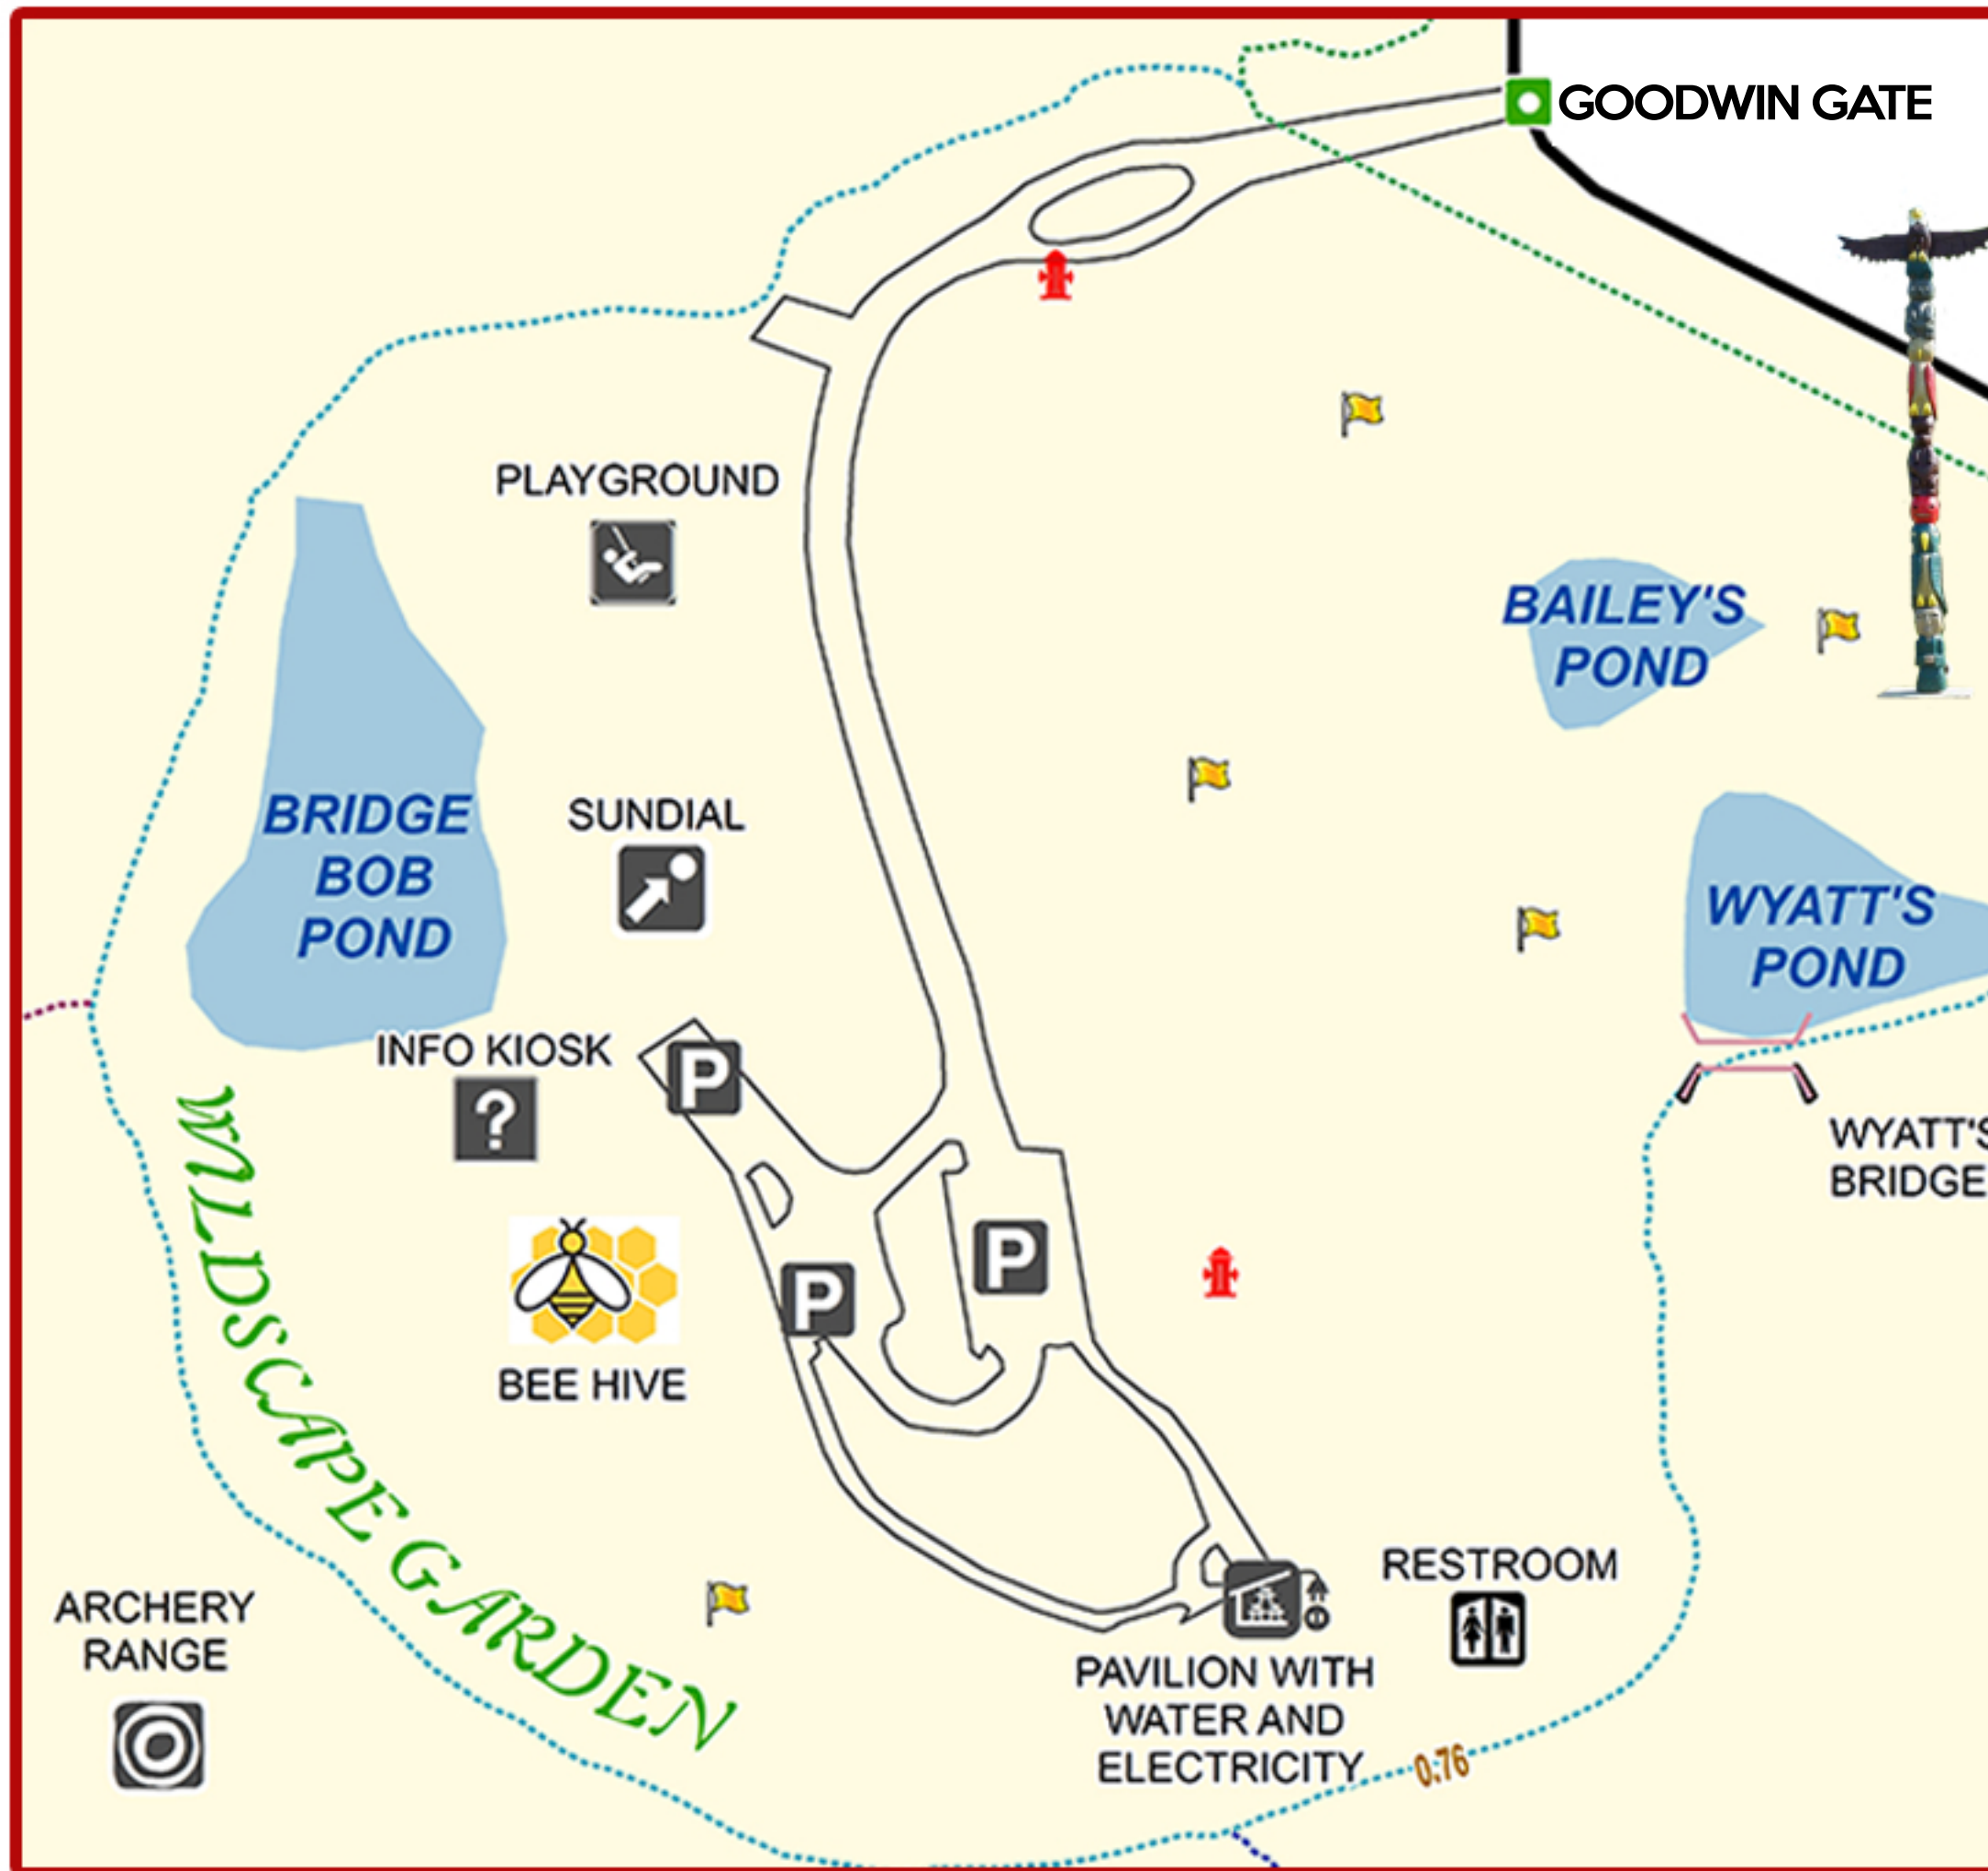 GOODWIN GATE
PLAYGROUND
BAILEY'S
POND
BRIDGE
BOB
POND
SUNDIAL
WYATT'S
POND
INFO KIOSK
?
P
WYATT'S
BRIDGE
WILDSCAPE GARDEN
P
P
BEE HIVE
RESTROOM
ARCHERY
RANGE
PAVILION WITH
WATER AND
ELECTRICITY
0.76